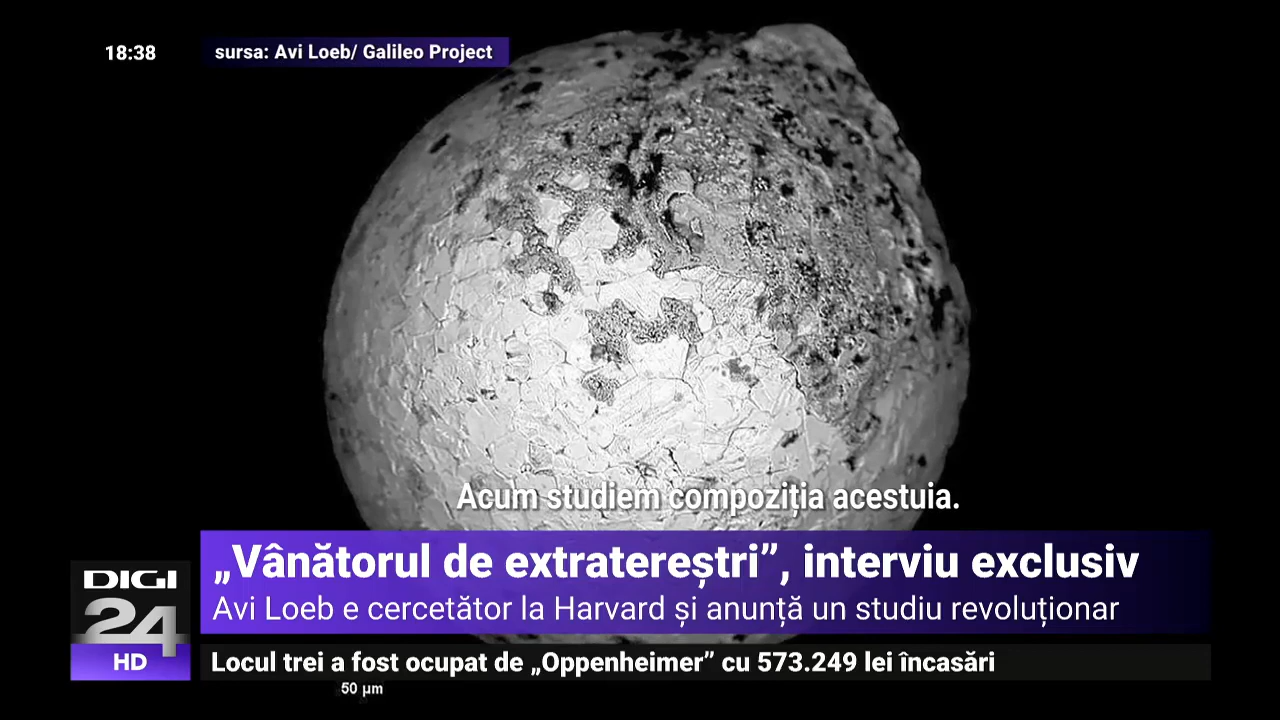 18:38
sursa: Avi Loeb/ Galileo Project
Acum studiem compoziția acestuia.
„Vânătorul de extratereștri”, interviu exclusiv
Avi Loeb e cercetător la Harvard și anunță un studiu revoluționar
DIGI
24
HD
Locul trei a fost ocupat de „Oppenheimer” cu 573.249 lei încasări
50 µm